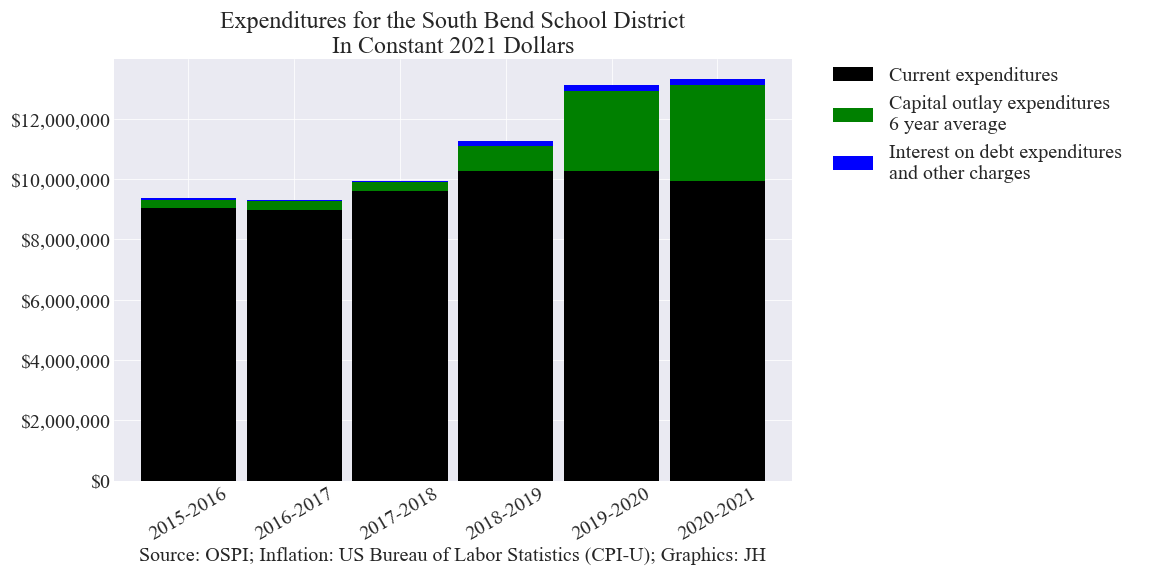 Expenditures for the South Bend School District
In Constant 2021 Dollars
Current expenditures
Capital outlay expenditures
6 year average
Interest on debt expenditures
and other charges
$12,000,000
$10,000,000
$8,000,000
$6,000,000
$4,000,000
$2,000,000
$0
2015-2016
2016-2017
2017-2018
2018-2019
2019-2020
2020-2021
Source: OSPI; Inflation: US Bureau of Labor Statistics (CPI-U); Graphics: JH